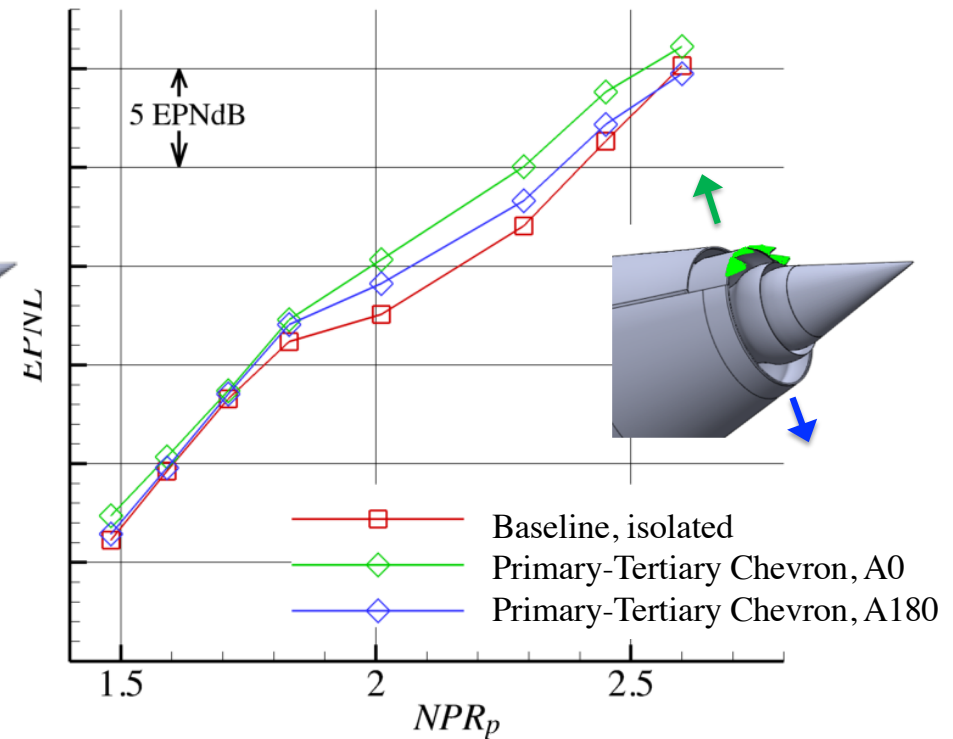 5 EPNdB
EPNL
Baseline, isolated
Primary-Tertiary Chevron, A0
Primary-Tertiary Chevron, A180
1.5 2 2.5
NPRp